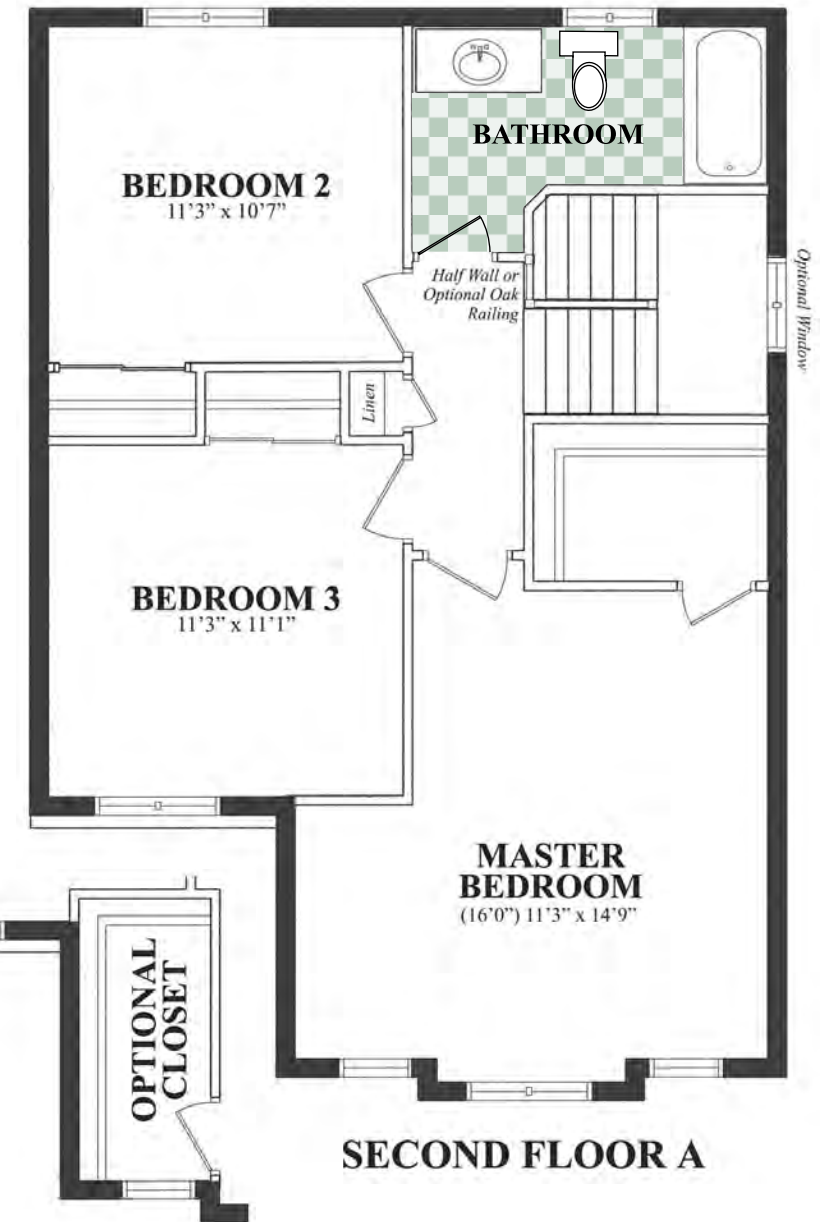 BATHROOM
BEDROOM 2
11’3” x 10’7”
Half Wall or
Optional Oak
Railing
Optional Window
Linen
BEDROOM 3
11’3” x 11’1”
MASTER
BEDROOM
(16’0”) 11’3” x 14’9”
OPTIONAL
CLOSET
SECOND FLOOR A